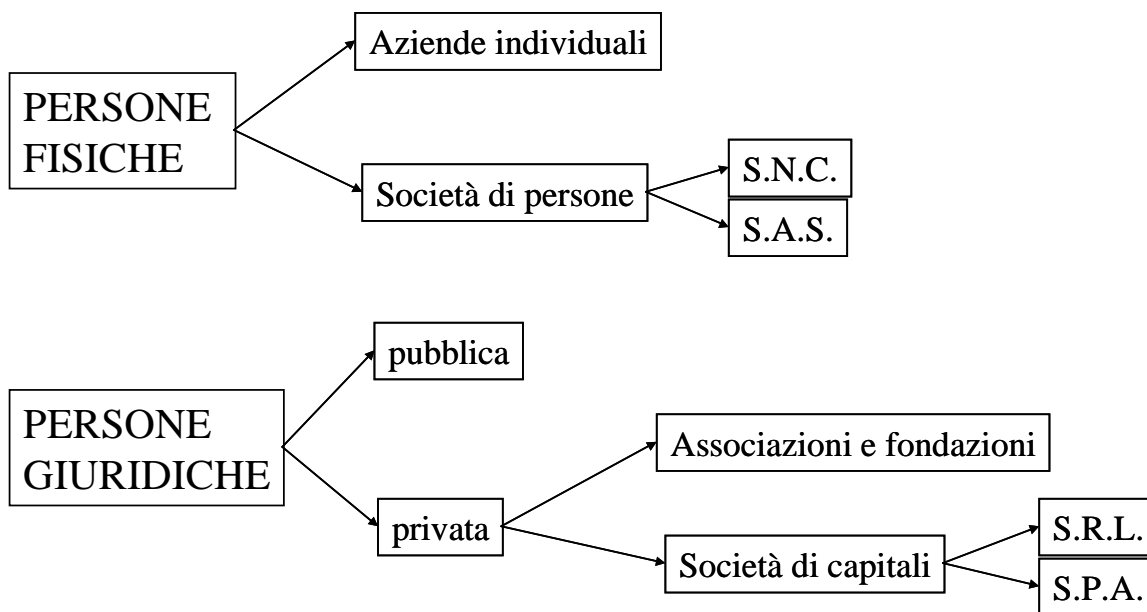 Aziende individuali
PERSONE
FISICHE
Società di persone
S.N.C.
S.A.S.
pubblica
PERSONE
GIURIDICHE
Associazioni e fondazioni
privata
Società di capitali
S.R.L.
S.P.A.